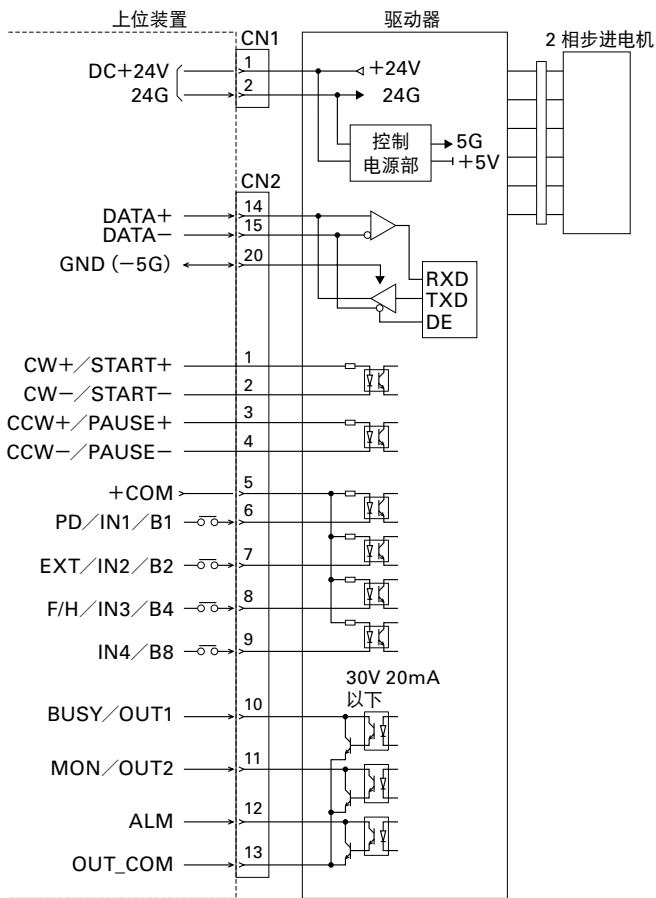 上位装置
驱动器
2 相步进电机
CN1
DC+24V
1
+24V
24G
2
24G
控制
电源部
5G
+5V
CN2
DATA+
14
DATA−
15
GND (−5G)
20
RXD
TXD
DE
CW+/START+
1
CW−/START−
2
CCW+/PAUSE+
3
CCW−/PAUSE−
4
+COM
5
PD/IN1/B1
6
EXT/IN2/B2
7
F/H/IN3/B4
8
IN4/B8
9
30V 20mA
以下
BUSY/OUT1
10
MON/OUT2
11
ALM
12
OUT_COM
13